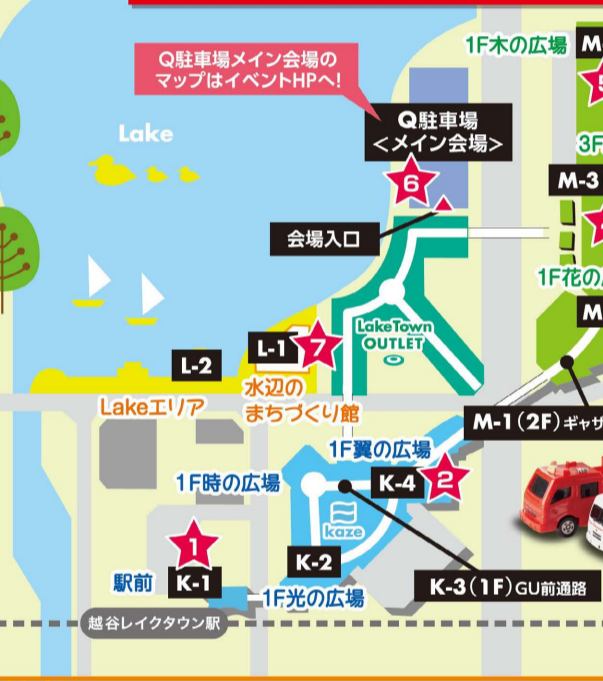 1F木の広場
Q駐車場メイン会場の
マップはイベントHPへ!
Lake
Q駐車場
<メイン会場>
3F
6
M-3
会場入口
1F花の
LakeTown
OUTLET
L-1
7
L-2
水辺の
まちづくり館
Lakeエリア
M-1(2F)ギャザ
1F翼の広場
1F時の広場
K-4
2
kaze
1
K-2
駅前
K-1
K-3(1F)GU前通路
1F光の広場
越谷レイクタウン駅